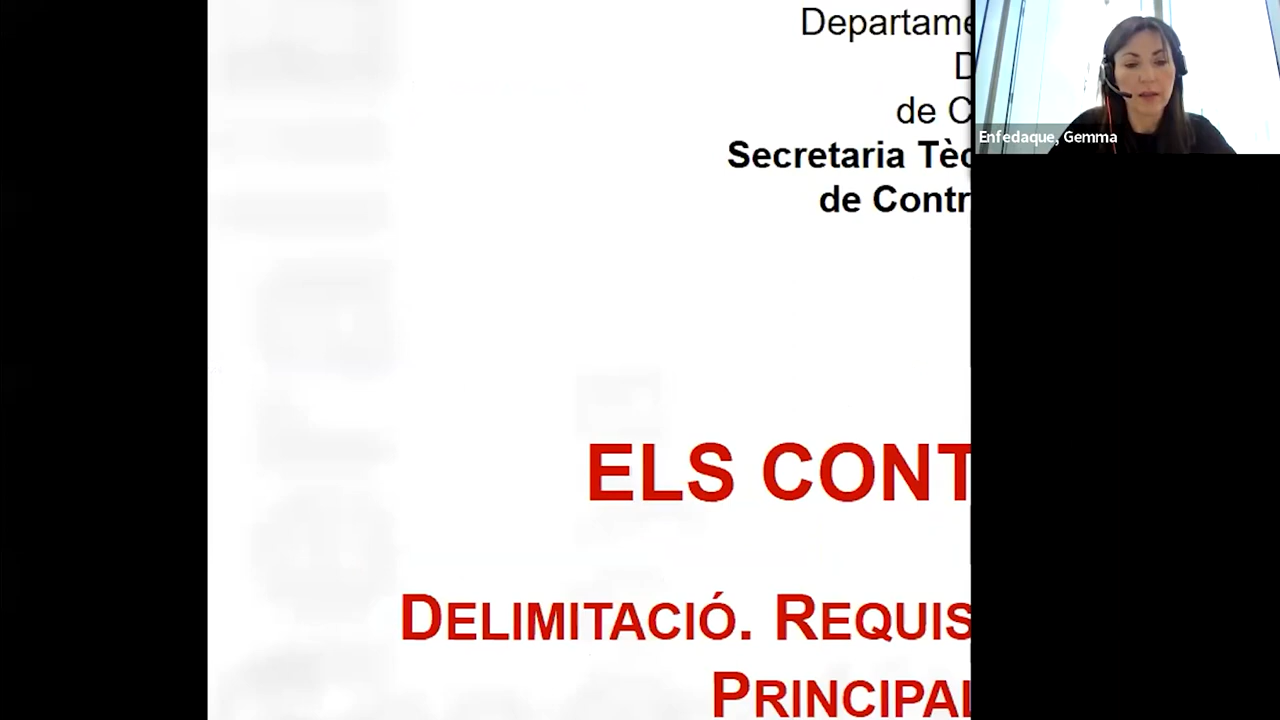 Departame
D
de C
Secretaria Tèc
de Contr
Enfedaque, Gemma
ELS CONT
DELIMITACIÓ. REQUIS
PRINCIPAL